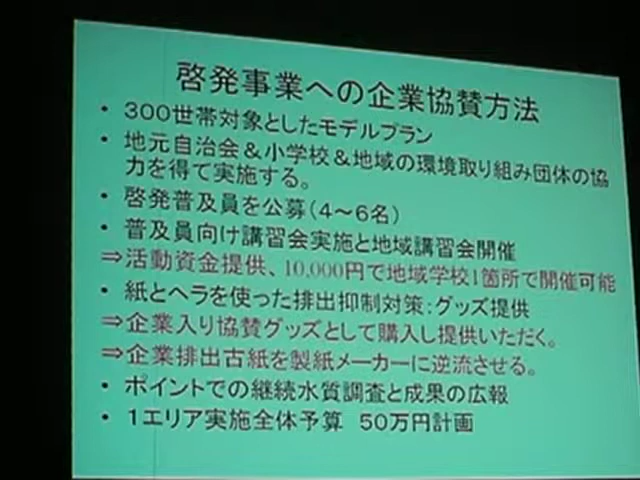 啓発事業への企業協賛方法
・ 300世帯対象としたモデルプラン
・ 地元自治会&小学校&地域の環境取り組み団体の協
力を得て実施する。
・ 啓発普及員を公募(4～6名)
・ 普及員向け講習会実施と地域講習会開催
⇒活動資金提供、10,000円で地域学校1箇所で開催可能
・ 紙とヘラを使った排出抑制対策：グッズ提供
⇒企業入り協賛グッズとして購入し提供いただく。
⇒企業排出古紙を製紙メーカーに逆流させる。
・ ポイントでの継続水質調査と成果の広報
・ 1エリア実施全体予算　50万円計画